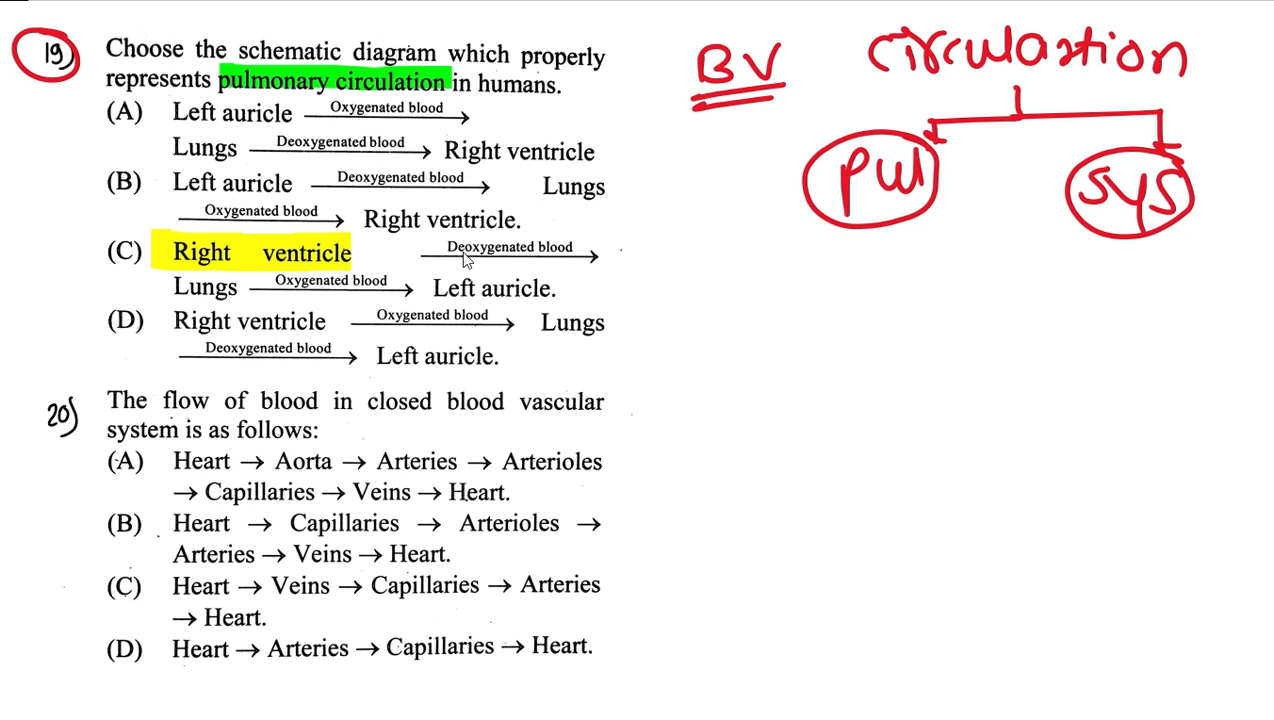 19)
Choose the schematic diagram which properly
represents pulmonary circulation in humans.
(A) Left auricle Oxygenated blood →
Lungs Deoxygenated blood → Right ventricle
(B) Left auricle Deoxygenated blood → Lungs
Oxygenated blood → Right ventricle.
(C) Right ventricle Deoxygenated blood →
Lungs Oxygenated blood → Left auricle.
(D) Right ventricle Oxygenated blood → Lungs
Deoxygenated blood → Left auricle.
20)
The flow of blood in closed blood vascular
system is as follows:
(A) Heart → Aorta → Arteries → Arterioles
→ Capillaries → Veins → Heart.
(B) Heart → Capillaries → Arterioles →
Arteries → Veins → Heart.
(C) Heart → Veins → Capillaries → Arteries
→ Heart.
(D) Heart → Arteries → Capillaries → Heart.
BV
Circulastion
Pul
Sys